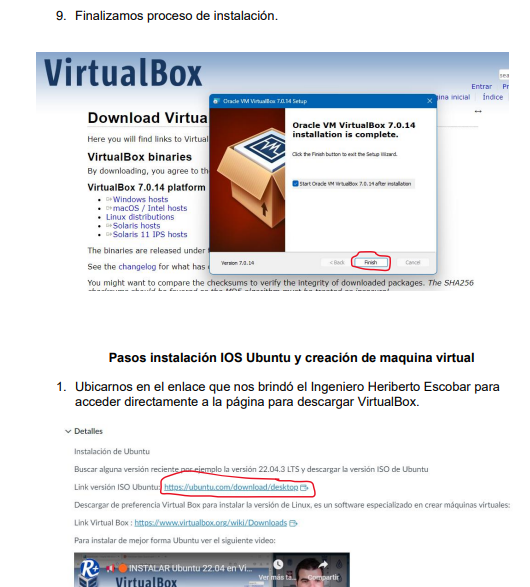 9. Finalizamos proceso de instalación.
VirtualBox
Entrar
ina inicial Índice
Download Virtua
Here you will find links to Virtual
VirtualBox binaries
By downloading, you agree to th
VirtualBox 7.0.14 platform
Windows hosts
macOS / Intel hosts
Linux distributions
Solaris hosts
Solaris 11 IPS hosts
The binaries are released under
See the changelog for what has
You might want to compare the checksums to verify the integrity of downloaded packages. The SHA256
Oracle VM VirtualBox 7.0.14 Setup
Oracle VM VirtualBox 7.0.14
installation is complete.
Click the Finish button to exit the Setup Wizard.
Start Oracle VM VirtualBox 7.0.14 after installation
Version 7.0.14
< Back Finish Cancel
Pasos instalación IOS Ubuntu y creación de maquina virtual
1. Ubicarnos en el enlace que nos brindó el Ingeniero Heriberto Escobar para
acceder directamente a la página para descargar VirtualBox.
Detalles
Instalación de Ubuntu
Buscar alguna versión reciente por ejemplo la versión 22.04.3 LTS y descargar la versión ISO de Ubuntu
Link versión ISO Ubuntu: https://ubuntu.com/download/desktop
Descargar de preferencia Virtual Box para instalar la versión de Linux, es un software especializado en crear máquinas virtuales:
Link Virtual Box : https://www.virtualbox.org/wiki/Downloads
Para instalar de mejor forma Ubuntu ver el siguiente video:
INSTALAR Ubuntu 22.04 en Vi...
Ver más ta... Compartir
VirtualBox